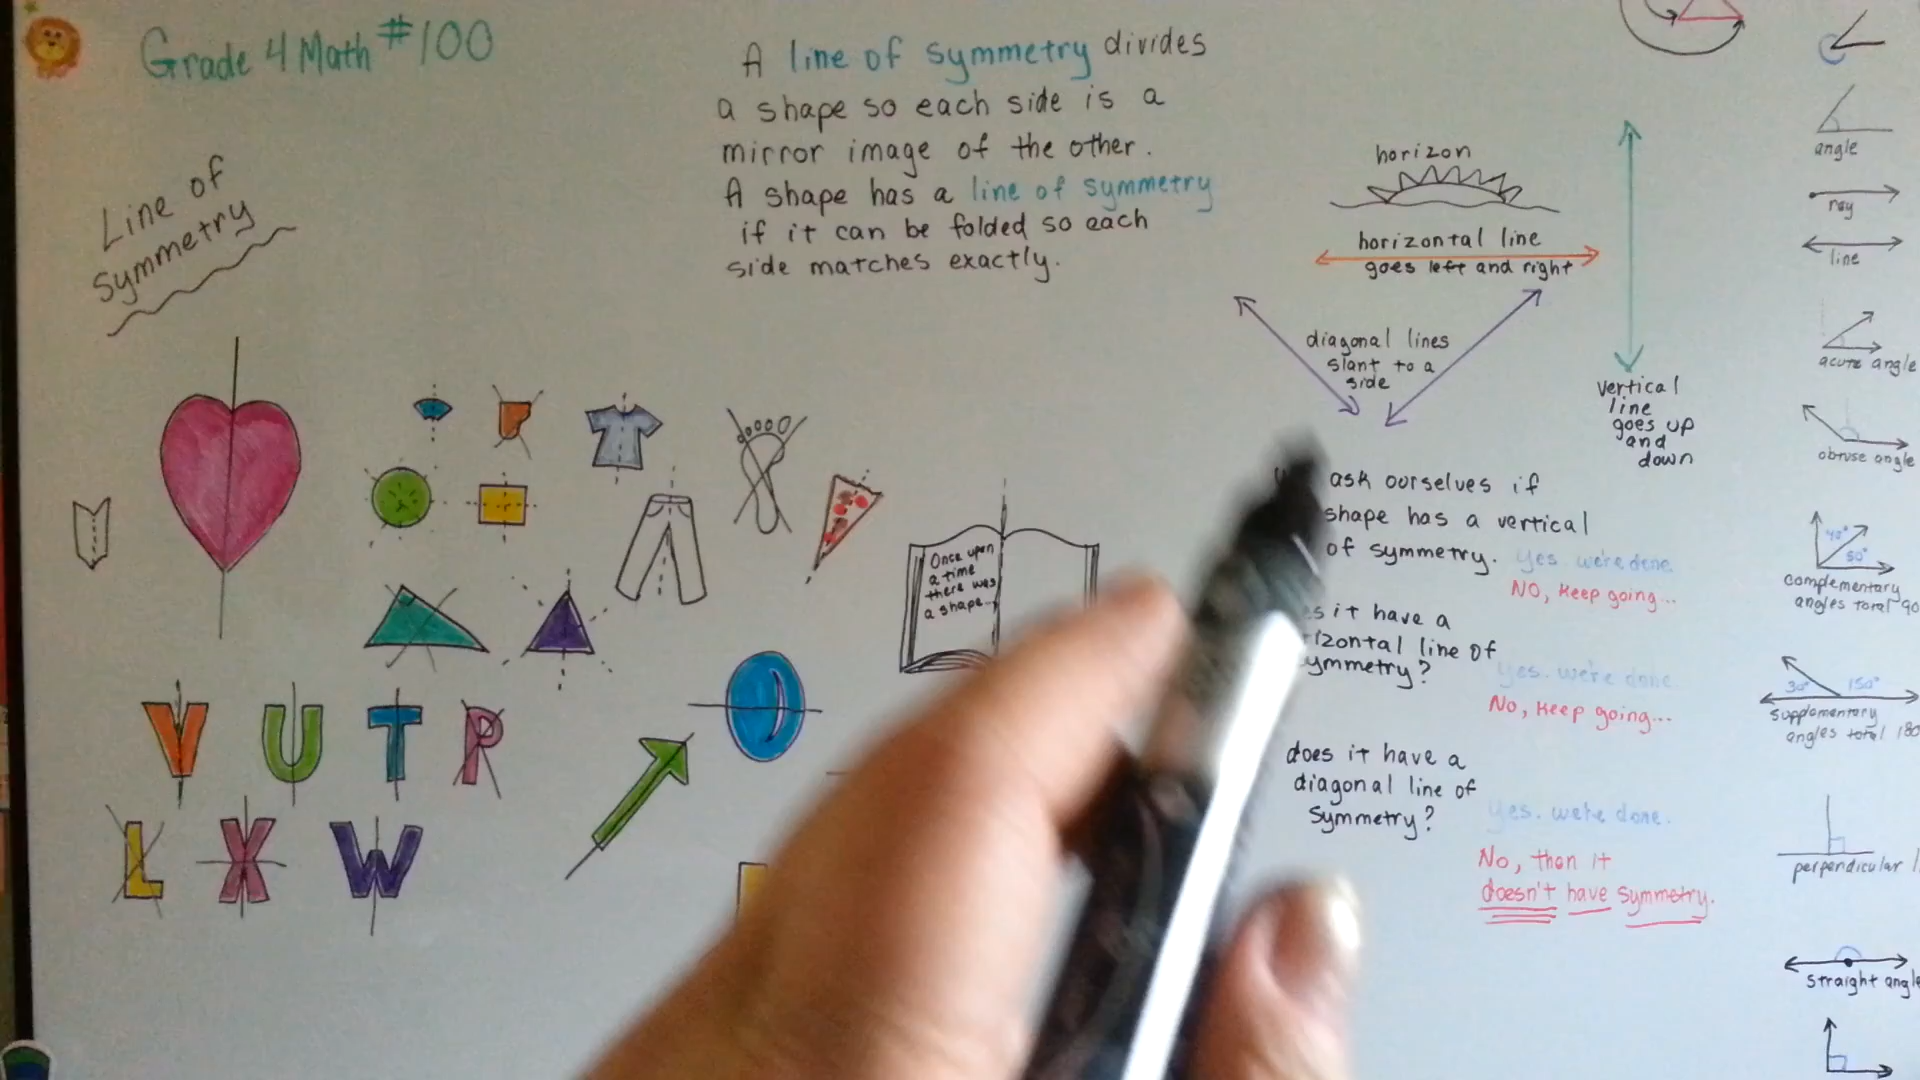 Grade 4 Math #100
Line of
symmetry
A line of symmetry divides
a shape so each side is a
mirror image of the other.
A shape has a line of symmetry
if it can be folded so each
side matches exactly.
horizon
horizontal line
goes left and right
diagonal lines
slant to a
side
vertical
line
goes up
and
down
ask ourselves if
shape has a vertical
of symmetry. Yes we're done.
NO, keep going...
it have a
line of
symmetry?
Yes. we're done.
No, keep going...
does it have a
diagonal line of
symmetry?
Yes. we're done.
No, then it
doesn't have symmetry.
Once upon
a time
there was
a shape...
V U T P
L X W
angle
ray
line
acute angle
obtuse angle
40°
50°
complementary
angles total 90
30° 150°
supplementary
angles total 180
perpendicular
straight angle